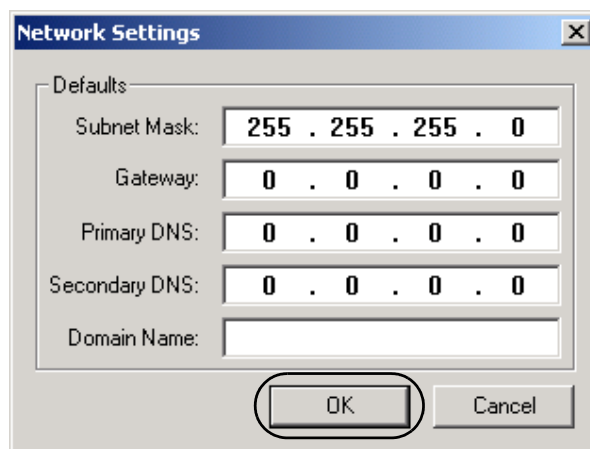 Network Settings
Defaults
Subnet Mask: 255 . 255 . 255 . 0
Gateway: 0 . 0 . 0 . 0
Primary DNS: 0 . 0 . 0 . 0
Secondary DNS: 0 . 0 . 0 . 0
Domain Name:
OK Cancel